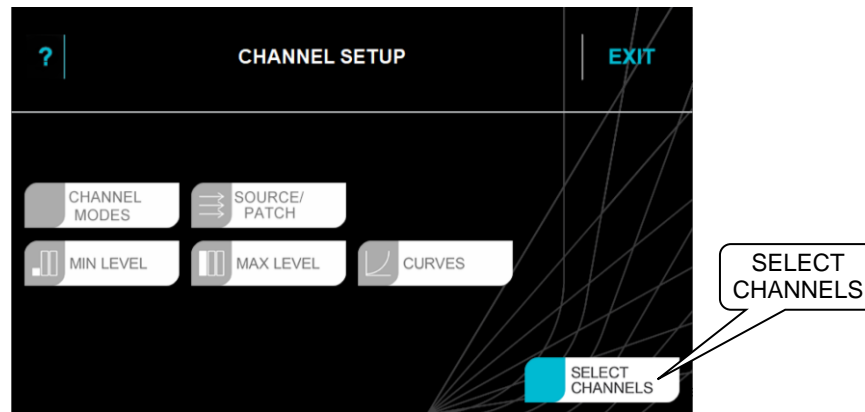 ? CHANNEL SETUP EXIT
CHANNEL
MODES
SOURCE/
PATCH
MIN LEVEL
MAX LEVEL
CURVES
SELECT
CHANNELS
SELECT
CHANNELS